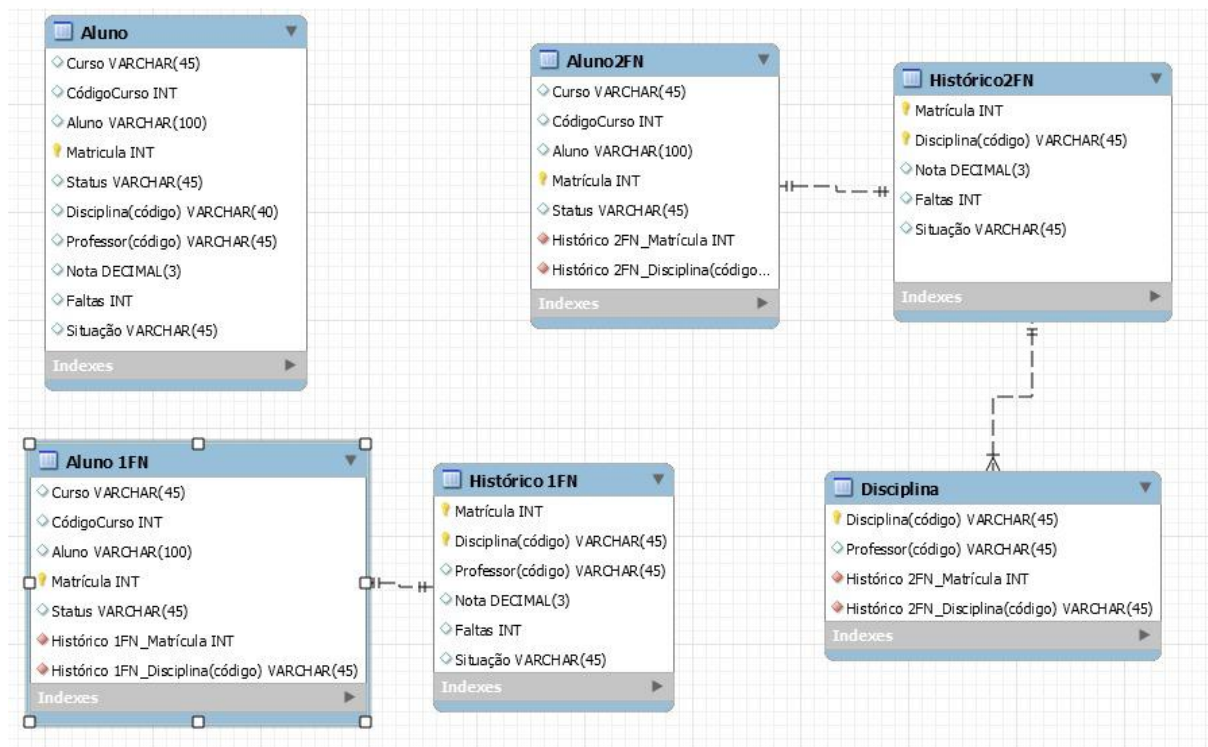 Aluno
Curso VARCHAR(45)
CódigoCurso INT
Aluno VARCHAR(100)
Matricula INT
Status VARCHAR(45)
Disciplina(código) VARCHAR(40)
Professor(código) VARCHAR(45)
Nota DECIMAL(3)
Faltas INT
Situação VARCHAR(45)
Indexes
Aluno2FN
Curso VARCHAR(45)
CódigoCurso INT
Aluno VARCHAR(100)
Matrícula INT
Status VARCHAR(45)
Histórico 2FN_Matrícula INT
Histórico 2FN_Disciplina(código...
Indexes
Histórico2FN
Matrícula INT
Disciplina(código) VARCHAR(45)
Nota DECIMAL(3)
Faltas INT
Situação VARCHAR(45)
Indexes
Aluno 1FN
Curso VARCHAR(45)
CódigoCurso INT
Aluno VARCHAR(100)
Matrícula INT
Status VARCHAR(45)
Histórico 1FN_Matrícula INT
Histórico 1FN_Disciplina(código) VARCHAR(45)
Indexes
Histórico 1FN
Matrícula INT
Disciplina(código) VARCHAR(45)
Professor(código) VARCHAR(45)
Nota DECIMAL(3)
Faltas INT
Situação VARCHAR(45)
Indexes
Disciplina
Disciplina(código) VARCHAR(45)
Professor(código) VARCHAR(45)
Histórico 2FN_Matrícula INT
Histórico 2FN_Disciplina(código) VARCHAR(45)
Indexes